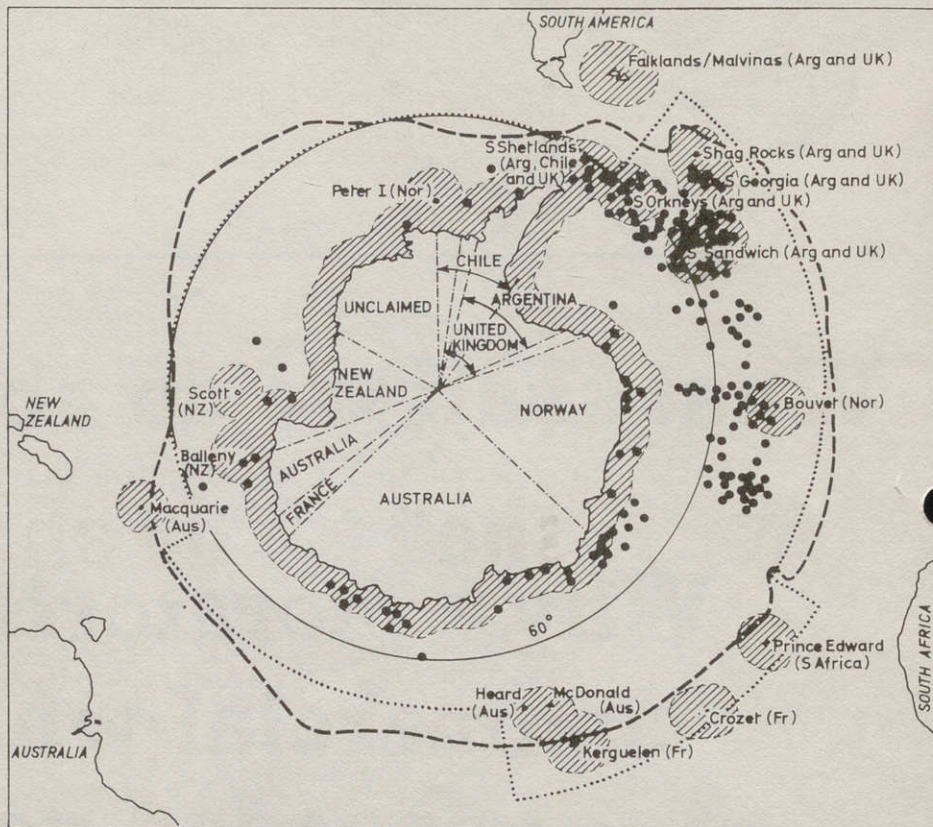 SOUTH AMERICA
Falklands/Malvinas (Arg and UK)
S Shetlands
(Arg, Chile
and UK)
Shag Rocks (Arg and UK)
S Georgia (Arg and UK)
Peter I (Nor)
S Orkneys (Arg and UK)
S Sandwich (Arg and UK)
CHILE
ARGENTINA
UNCLAIMED
UNITED
KINGDOM
NEW
ZEALAND
Scott
(NZ)
NORWAY
Bouvet (Nor)
NEW
ZEALAND
Balleny
(NZ)
AUSTRALIA
FRANCE
AUSTRALIA
Macquarie
(Aus)
60°
Prince Edward
(S Africa)
SOUTH AFRICA
Heard
(Aus)
McDonald
(Aus)
Crozet (Fr)
Kerguelen (Fr)
AUSTRALIA